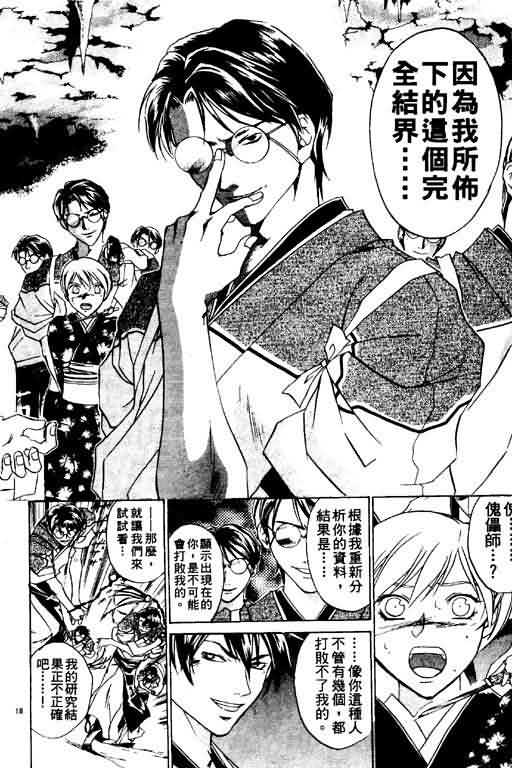 因為我所佈
下的這個完
全結界……
傀……
傀儡師…?
根據我重新分
析你的資料,
結果是……
顯示出現在的
你,是不可能
會打敗我的。
……像你這種人
不管有幾個,都
打敗不了我的。
——那麼,
就讓我們來
試試看…
我的研究結
果正不正確
吧……!
18